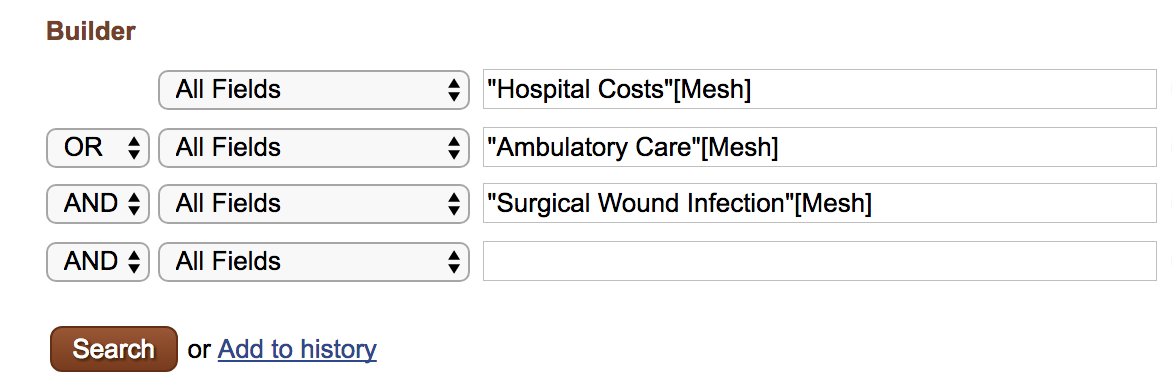 Builder
All Fields "Hospital Costs"[Mesh]
OR All Fields "Ambulatory Care"[Mesh]
AND All Fields "Surgical Wound Infection"[Mesh]
AND All Fields
Search or Add to history